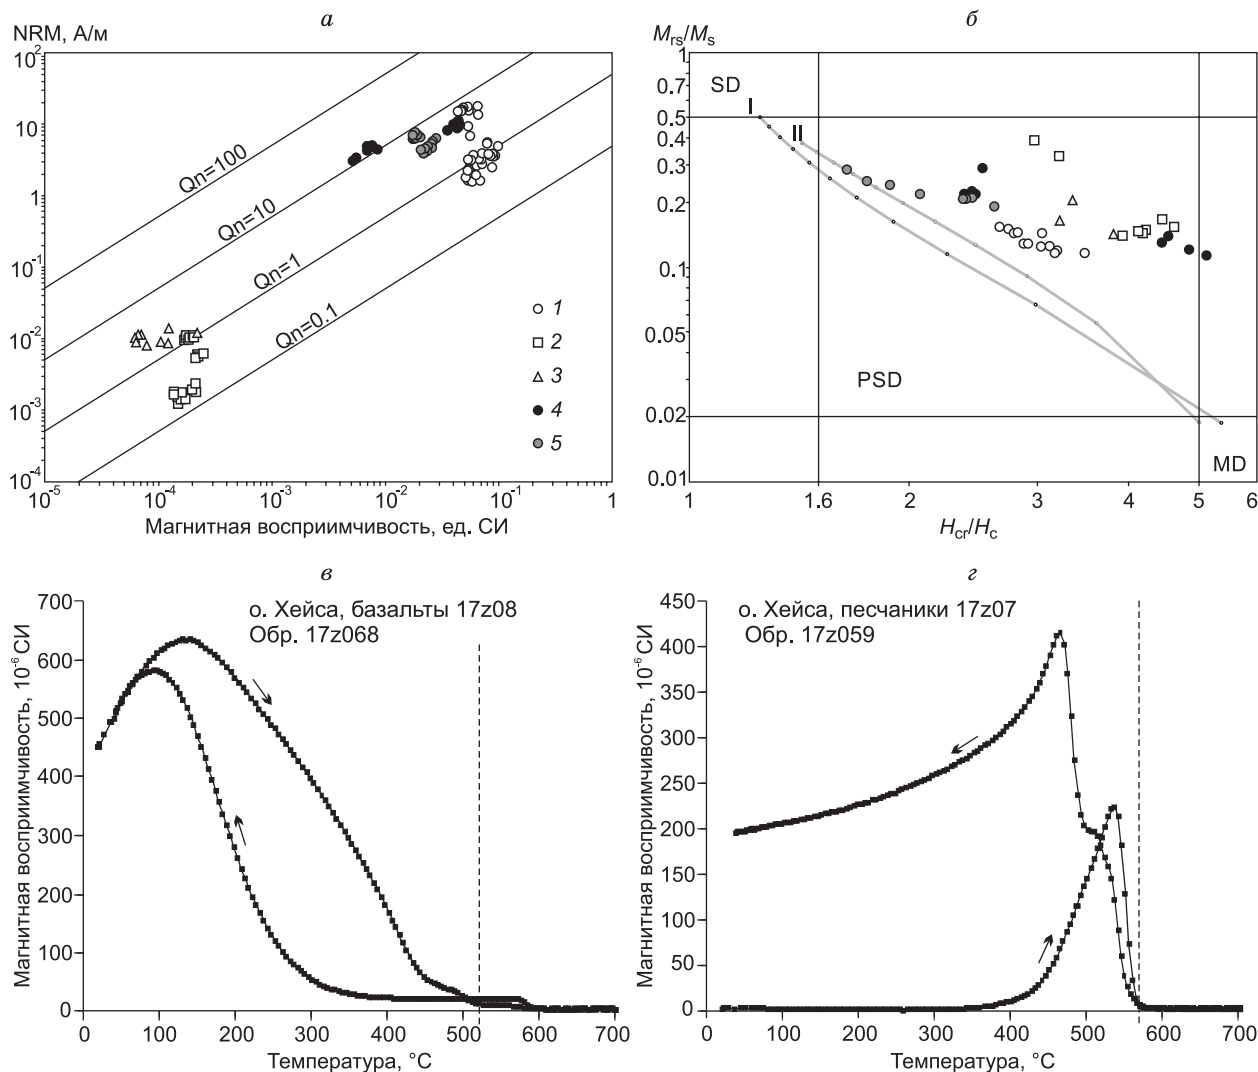 а
NRM, А/м
10²
10
1
10⁻¹
10⁻²
10⁻³
10⁻⁴
Qn=100
Qn=10
Qn=1
Qn=0.1
1
2
3
4
5
10⁻⁵
10⁻⁴
10⁻³
10⁻²
10⁻¹
1
Магнитная восприимчивость, ед. СИ
б
Mrs/Ms
1
0.7
0.5
0.4
0.3
0.2
0.1
0.05
0.02
0.01
SD
I
II
PSD
MD
1
1.6
2
3
4
5
6
Hcr/Hc
в
о. Хейса, базальты 17z08
Обр. 17z068
Магнитная восприимчивость, 10⁻⁶ СИ
700
600
500
400
300
200
100
0
0
100
200
300
400
500
600
700
Температура, °С
г
о. Хейса, песчаники 17z07
Обр. 17z059
Магнитная восприимчивость, 10⁻⁶ СИ
450
400
350
300
250
200
150
100
50
0
0
100
200
300
400
500
600
700
Температура, °С